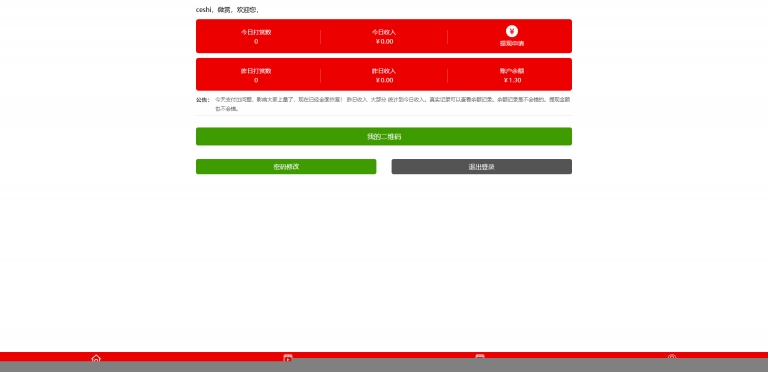 ceshi，微赏，欢迎您，
今日打赏数
0
今日收入
￥0.00
¥
提现申请
昨日打赏数
0
昨日收入
￥0.00
账户余额
￥1.30
公告： 今天支付出问题，影响大家上量了，现在已经全面恢复！ 昨日收入 大部分 统计到今日收入。真实记录可以查看余额记录。余额记录是不会错的。提现金额
也不会错。
我的二维码
密码修改
退出登录